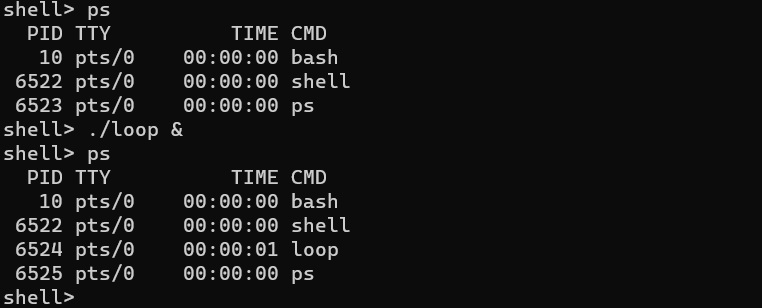 shell> ps
  PID TTY          TIME CMD
   10 pts/0    00:00:00 bash
 6522 pts/0    00:00:00 shell
 6523 pts/0    00:00:00 ps
shell> ./loop &
shell> ps
  PID TTY          TIME CMD
   10 pts/0    00:00:00 bash
 6522 pts/0    00:00:00 shell
 6524 pts/0    00:00:01 loop
 6525 pts/0    00:00:00 ps
shell>